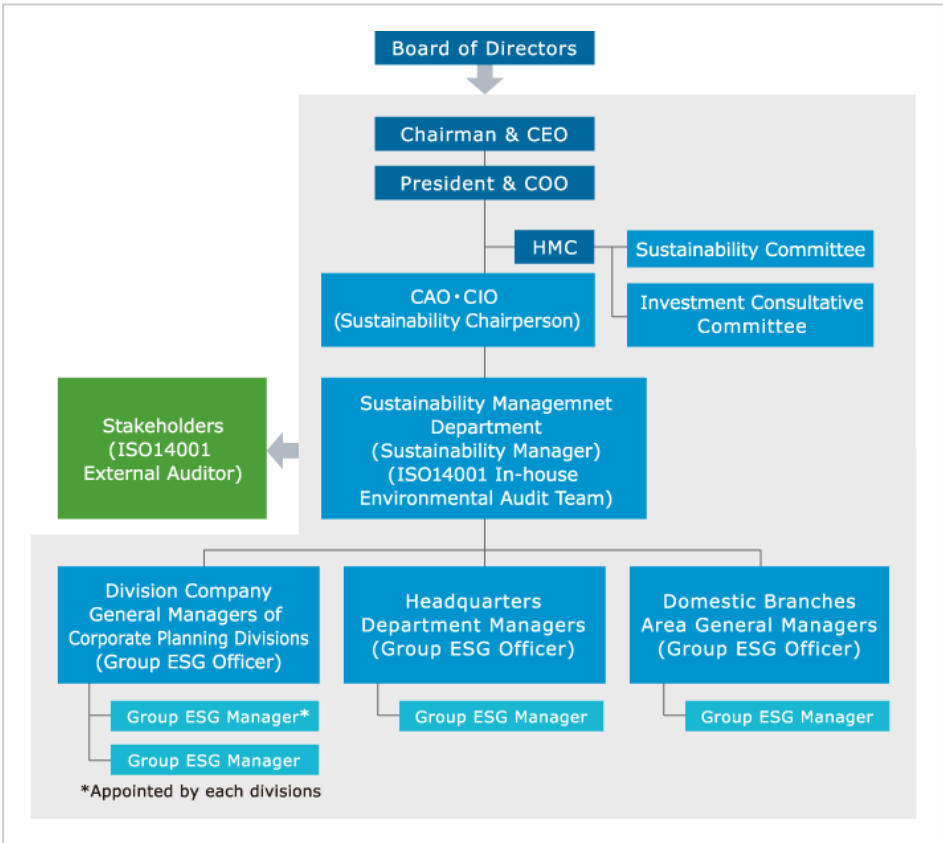 Board of Directors
Chairman & CEO
President & COO
HMC
Sustainability Committee
CAO・CIO
(Sustainability Chairperson)
Investment Consultative
Committee
Stakeholders
(ISO14001
External Auditor)
Sustainability Managemnet
Department
(Sustainability Manager)
(ISO14001 In-house
Environmental Audit Team)
Division Company
General Managers of
Corporate Planning Divisions
(Group ESG Officer)
Headquarters
Department Managers
(Group ESG Officer)
Domestic Branches
Area General Managers
(Group ESG Officer)
Group ESG Manager*
Group ESG Manager
Group ESG Manager
Group ESG Manager
*Appointed by each divisions